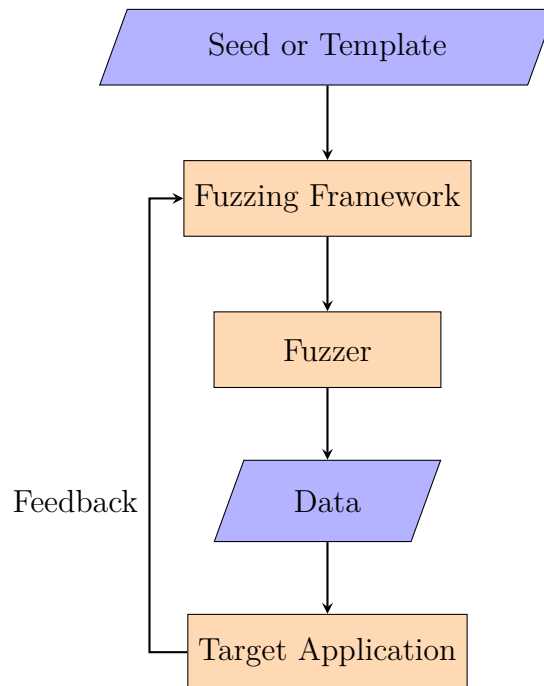 Seed or Template
Fuzzing Framework
Fuzzer
Data
Feedback
Target Application